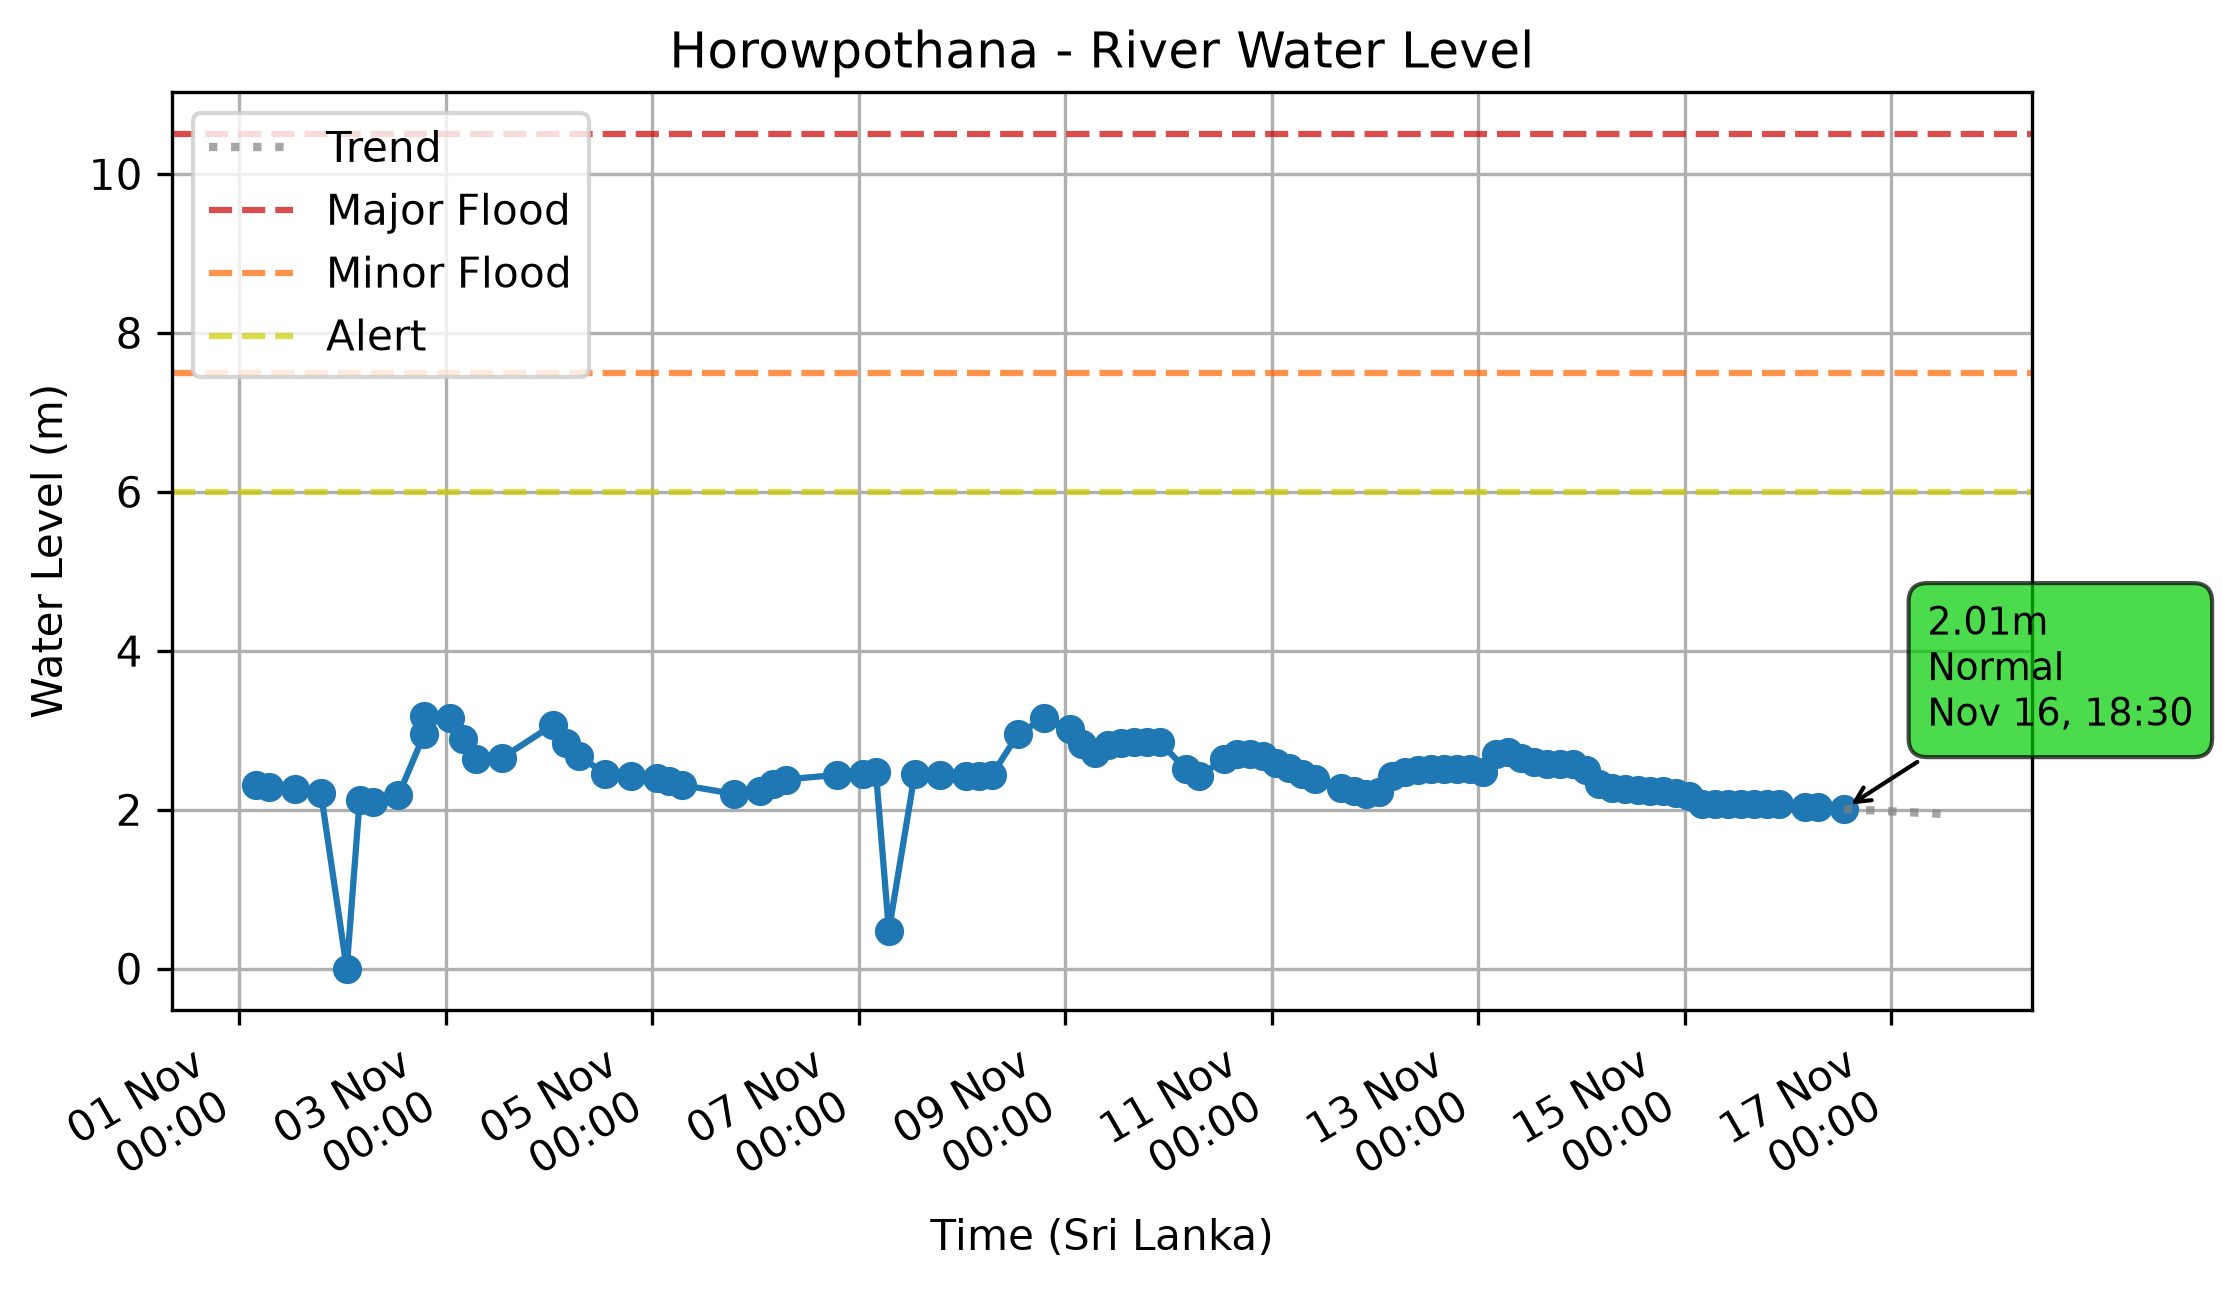 Horowpothana - River Water Level
Trend
Major Flood
Minor Flood
Alert
10
8
6
4
2
0
Water Level (m)
2.01m
Normal
Nov 16, 18:30
01 Nov
00:00
03 Nov
00:00
05 Nov
00:00
07 Nov
00:00
09 Nov
00:00
11 Nov
00:00
13 Nov
00:00
15 Nov
00:00
17 Nov
00:00
Time (Sri Lanka)